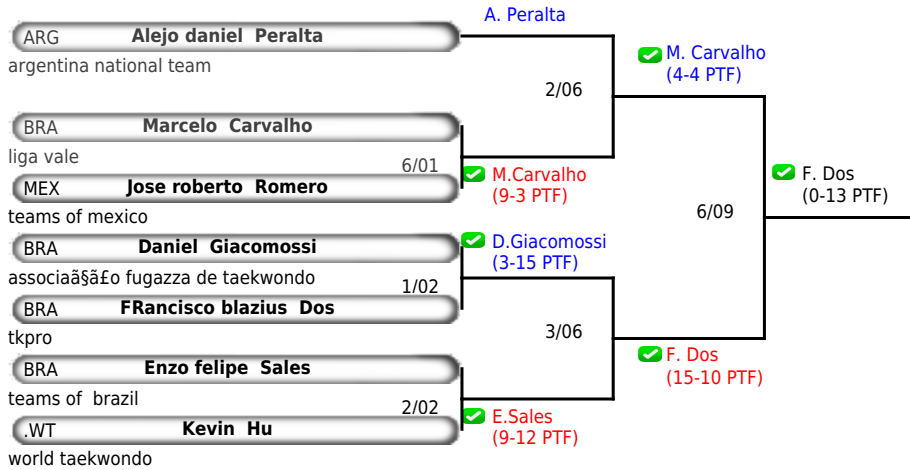 A. Peralta
ARG Alejo daniel Peralta
argentina national team
M. Carvalho
(4-4 PTF)
2/06
BRA Marcelo Carvalho
liga vale
6/01
M.Carvalho
(9-3 PTF)
MEX Jose roberto Romero
teams of mexico
F. Dos
(0-13 PTF)
6/09
BRA Daniel Giacomossi
D.Giacomossi
(3-15 PTF)
associaã§ã£o fugazza de taekwondo
1/02
BRA FRancisco blazius Dos
tkpro
3/06
F. Dos
(15-10 PTF)
BRA Enzo felipe Sales
teams of brazil
2/02
E.Sales
(9-12 PTF)
.WT Kevin Hu
world taekwondo